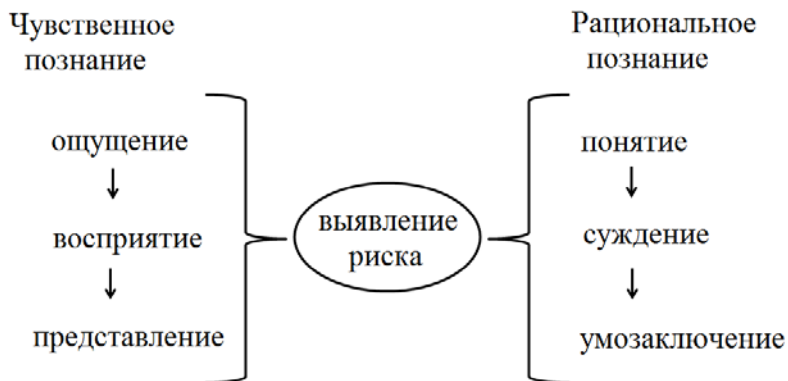 Чувственное
познание
ощущение
восприятие
представление
выявление
риска
Рациональное
познание
понятие
суждение
умозаключение